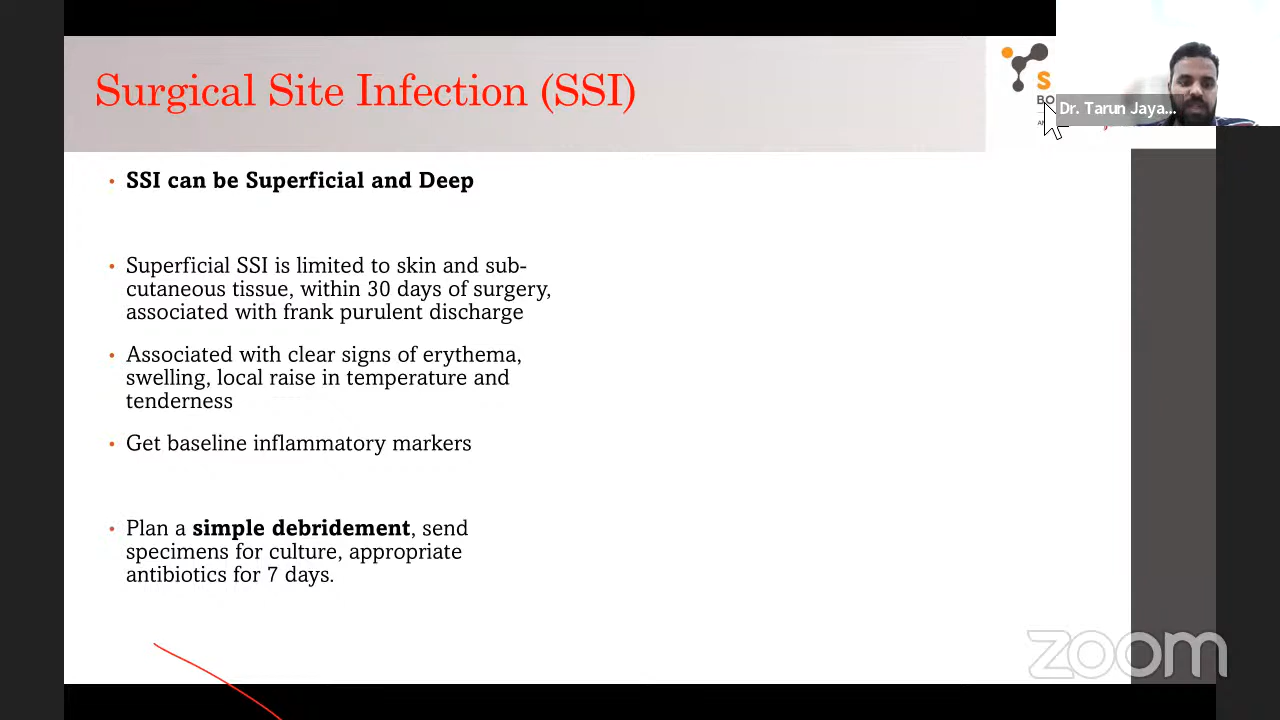 Surgical Site Infection (SSI)
S
BO
Dr. Tarun Jaya...
• SSI can be Superficial and Deep
• Superficial SSI is limited to skin and sub-
cutaneous tissue, within 30 days of surgery,
associated with frank purulent discharge
• Associated with clear signs of erythema,
swelling, local raise in temperature and
tenderness
• Get baseline inflammatory markers
• Plan a simple debridement, send
specimens for culture, appropriate
antibiotics for 7 days.
zoom